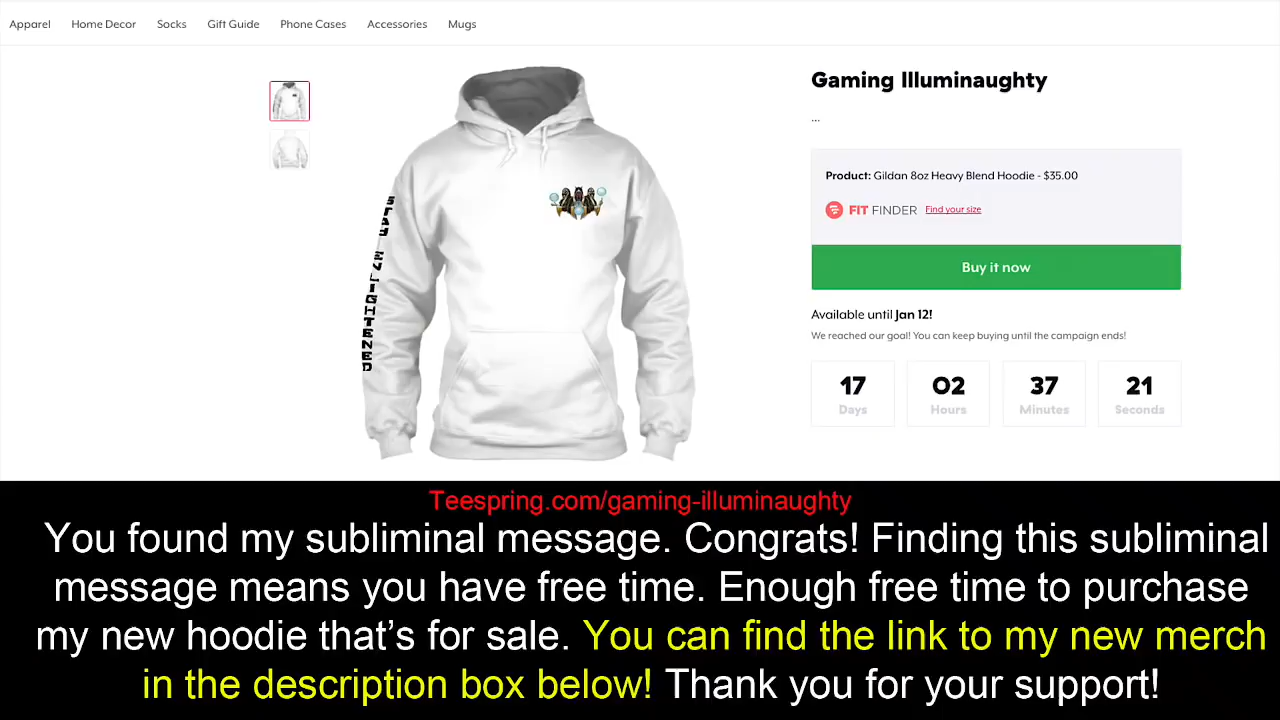 Apparel Home Decor Socks Gift Guide Phone Cases Accessories Mugs
Gaming Illuminaughty
...
Product: Gildan 8oz Heavy Blend Hoodie - $35.00
FIT FINDER Find your size
Buy it now
Available until Jan 12!
We reached our goal! You can keep buying until the campaign ends!
17 02 37 21
Days Hours Minutes Seconds
STAY ENLIGHTENED
Teespring.com/gaming-illuminaughty
You found my subliminal message. Congrats! Finding this subliminal
message means you have free time. Enough free time to purchase
my new hoodie that’s for sale. You can find the link to my new merch
in the description box below! Thank you for your support!